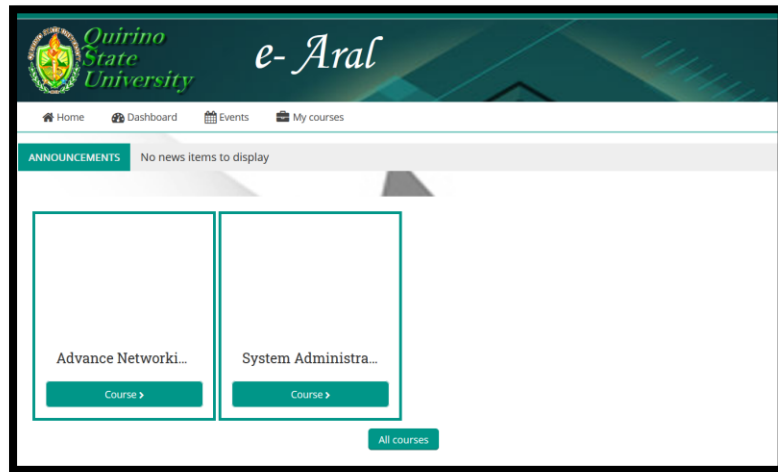 Quirino
State
University
e- Aral
Home Dashboard Events My courses
ANNOUNCEMENTS No news items to display
Advance Networki... System Administra...
Course > Course >
All courses